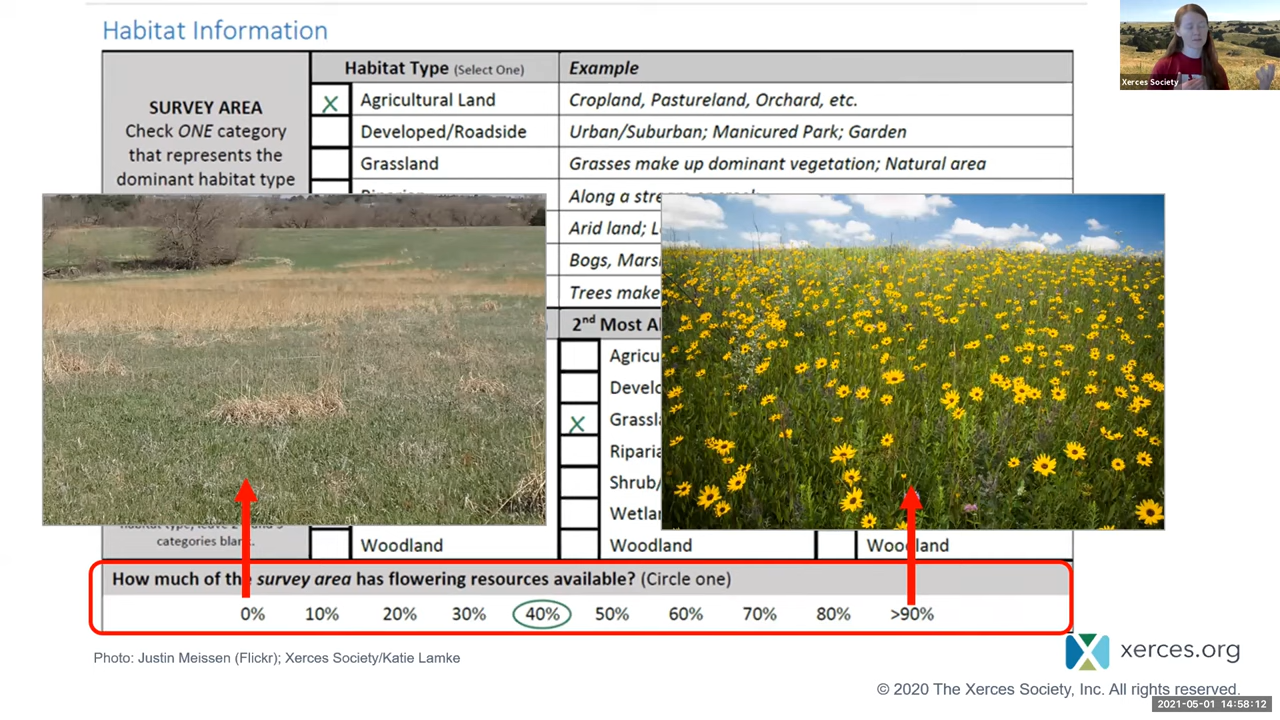 Habitat Information
Habitat Type (Select One)
Example
SURVEY AREA
Check ONE category
that represents the
dominant habitat type
X
Agricultural Land
Cropland, Pastureland, Orchard, etc.
Developed/Roadside
Urban/Suburban; Manicured Park; Garden
Grassland
Grasses make up dominant vegetation; Natural area
Along a
Arid land;
Bogs,
Trees make
2nd Most
X
categories
Woodland
Woodland
Woodland
How much of the survey area has flowering resources available? (Circle one)
0% 10% 20% 30% 40% 50% 60% 70% 80% >90%
Photo: Justin Meissen (Flickr); Xerces Society/Katie Lamke
xerces.org
© 2020 The Xerces Society, Inc. All rights reserved.
2021-05-01 14:58:12
Xerces Society